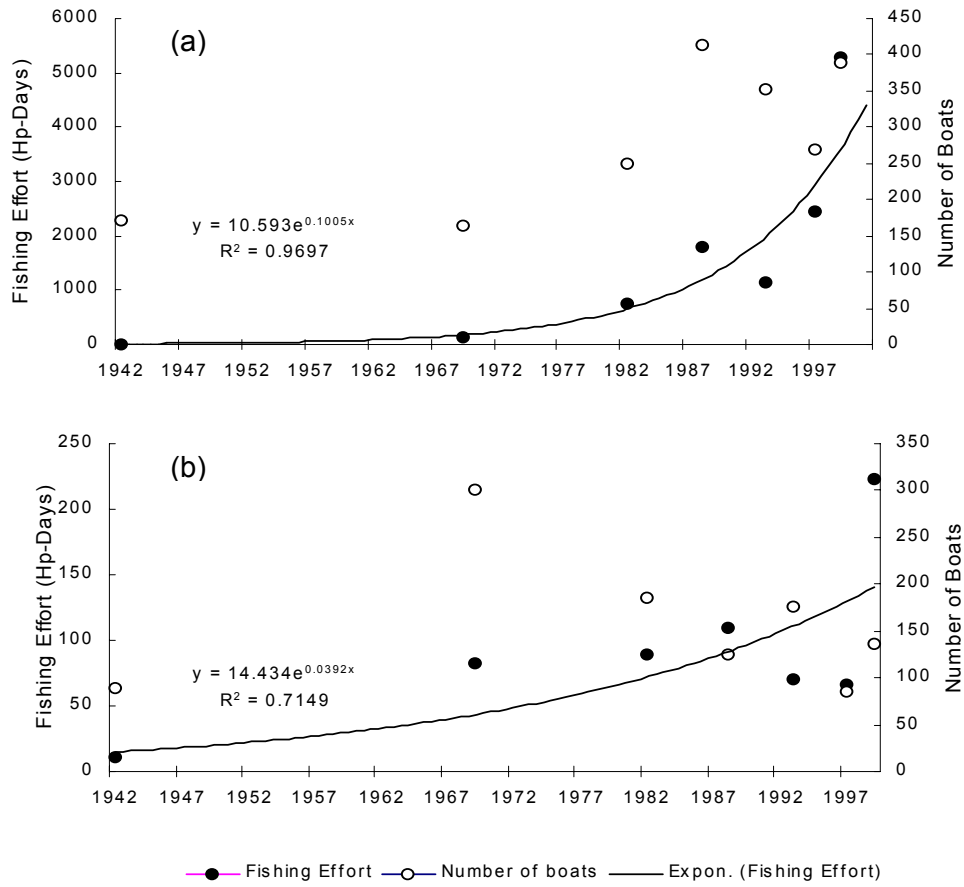 (a)
Fishing Effort (Hp-Days)
6000
5000
4000
3000
2000
1000
0
450
400
350
300
250
200
150
100
50
0
Number of Boats
y = 10.593e^0.1005x
R² = 0.9697
1942 1947 1952 1957 1962 1967 1972 1977 1982 1987 1992 1997
(b)
Fishing Effort (Hp-Days)
250
200
150
100
50
0
350
300
250
200
150
100
50
0
Number of Boats
y = 14.434e^0.0392x
R² = 0.7149
1942 1947 1952 1957 1962 1967 1972 1977 1982 1987 1992 1997
Fishing Effort Number of boats Expon. (Fishing Effort)